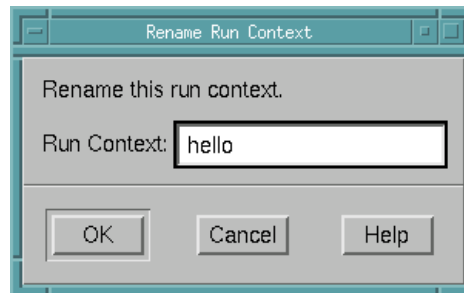 Rename Run Context
Rename this run context.
Run Context: hello
OK Cancel Help